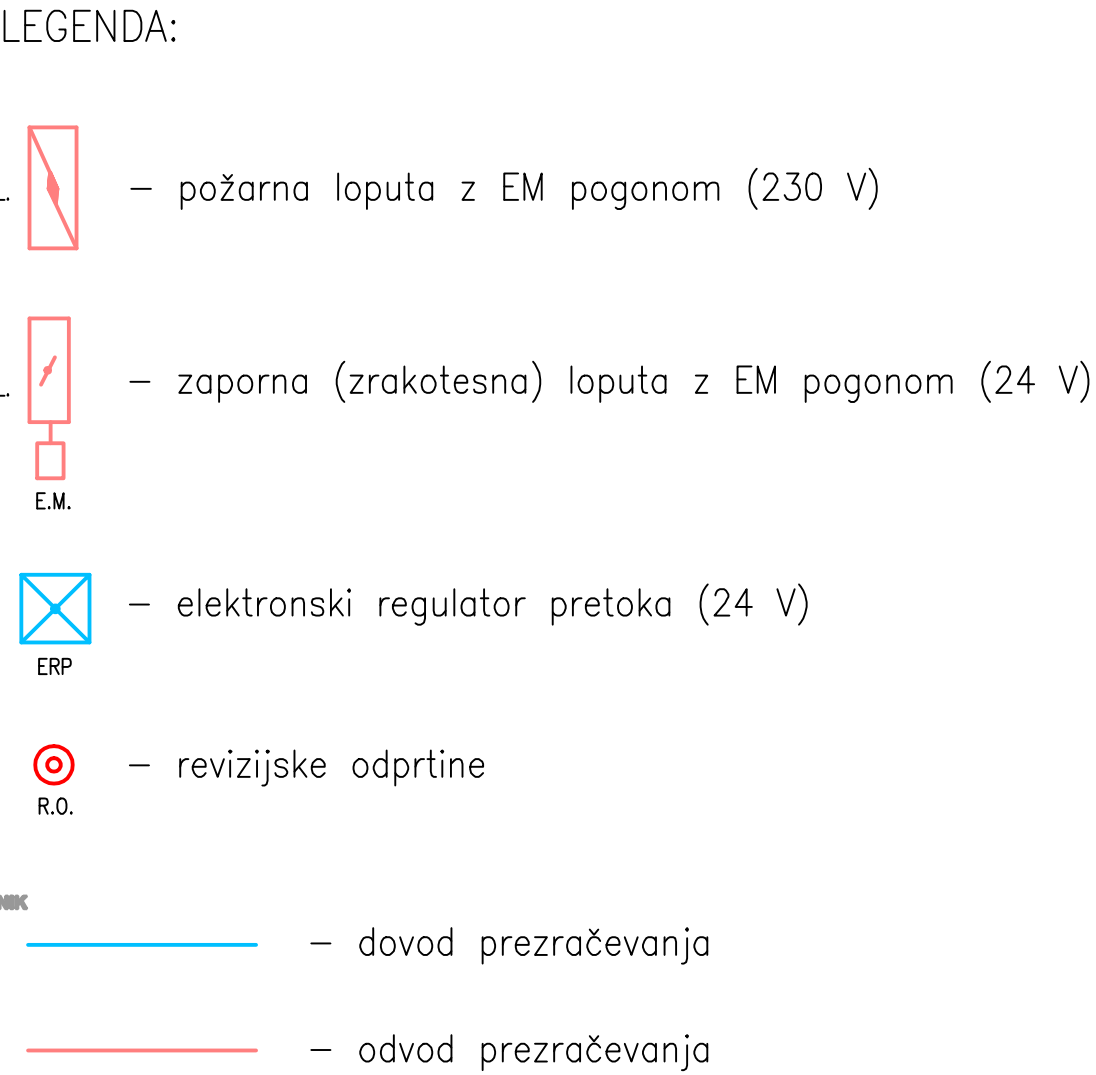 LEGENDA:
– požarna loputa z EM pogonom (230 V)
– zaporna (zrakotesna) loputa z EM pogonom (24 V)
E.M.
– elektronski regulator pretoka (24 V)
ERP
– revizijske odprtine
R.O.
– dovod prezračevanja
– odvod prezračevanja